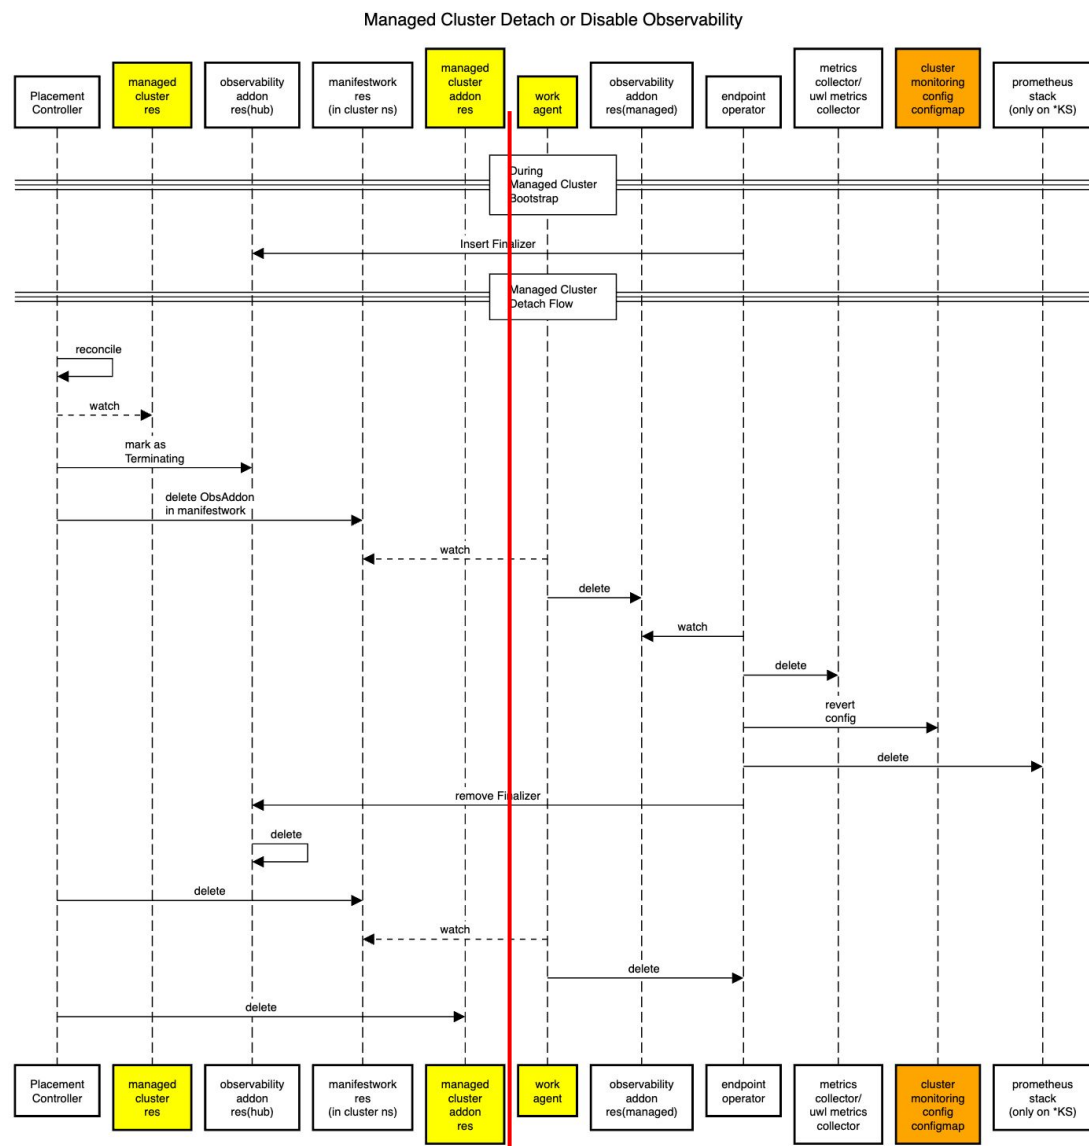 Managed Cluster Detach or Disable Observability
Placement
Controller
managed
cluster
res
observability
addon
res(hub)
manifestwork
res
(in cluster ns)
managed
cluster
addon
res
work
agent
observability
addon
res(managed)
endpoint
operator
metrics
collector/
uwl metrics
collector
cluster
monitoring
config
configmap
prometheus
stack
(only on *KS)
During
Managed Cluster
Bootstrap
Insert Finalizer
Managed Cluster
Detach Flow
reconcile
watch
mark as
Terminating
delete ObsAddon
in manifestwork
watch
delete
watch
delete
revert
config
delete
remove Finalizer
delete
delete
watch
delete
delete
Placement
Controller
managed
cluster
res
observability
addon
res(hub)
manifestwork
res
(in cluster ns)
managed
cluster
addon
res
work
agent
observability
addon
res(managed)
endpoint
operator
metrics
collector/
uwl metrics
collector
cluster
monitoring
config
configmap
prometheus
stack
(only on *KS)